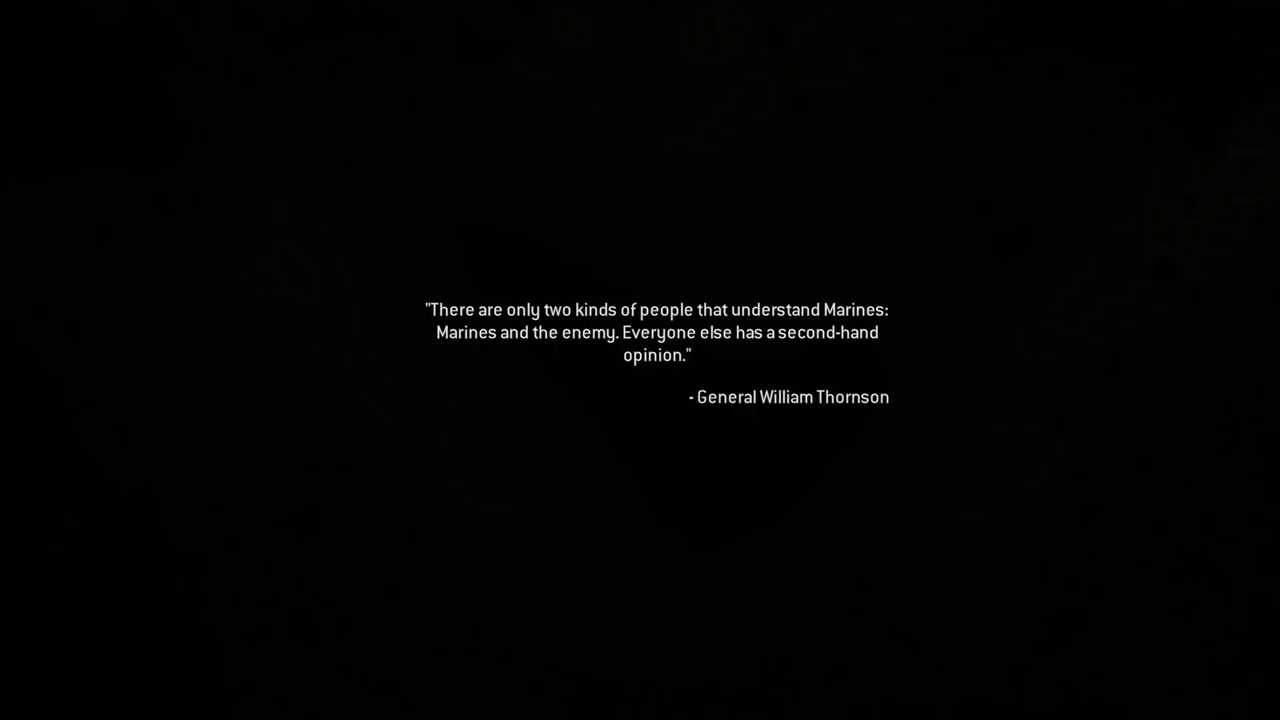 "There are only two kinds of people that understand Marines:
Marines and the enemy. Everyone else has a second-hand
opinion."
- General William Thornson